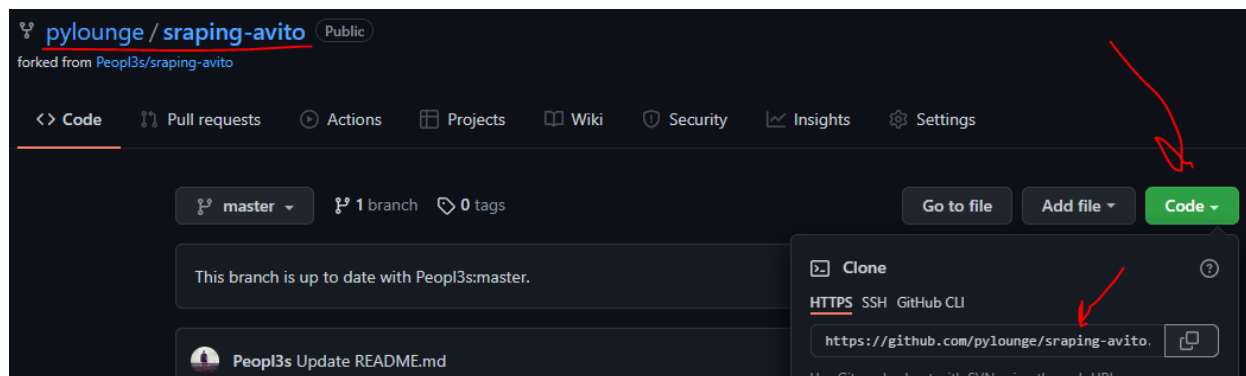 pylounge / sraping-avito Public
forked from Peopl3s/sraping-avito
<> Code Pull requests Actions Projects Wiki Security Insights Settings
master 1 branch 0 tags Go to file Add file Code
This branch is up to date with Peopl3s:master.
Clone
HTTPS SSH GitHub CLI
https://github.com/pylounge/sraping-avito.
Peopl3s Update README.md